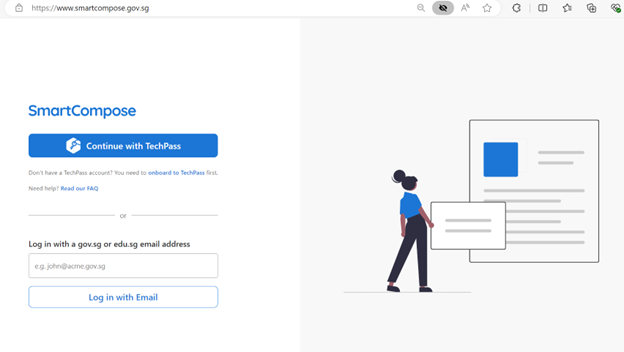 https://www.smartcompose.gov.sg
SmartCompose
Continue with TechPass
Don't have a TechPass account? You need to onboard to TechPass first.
Need help? Read our FAQ
or
Log in with a gov.sg or edu.sg email address
e.g. john@acme.gov.sg
Log in with Email